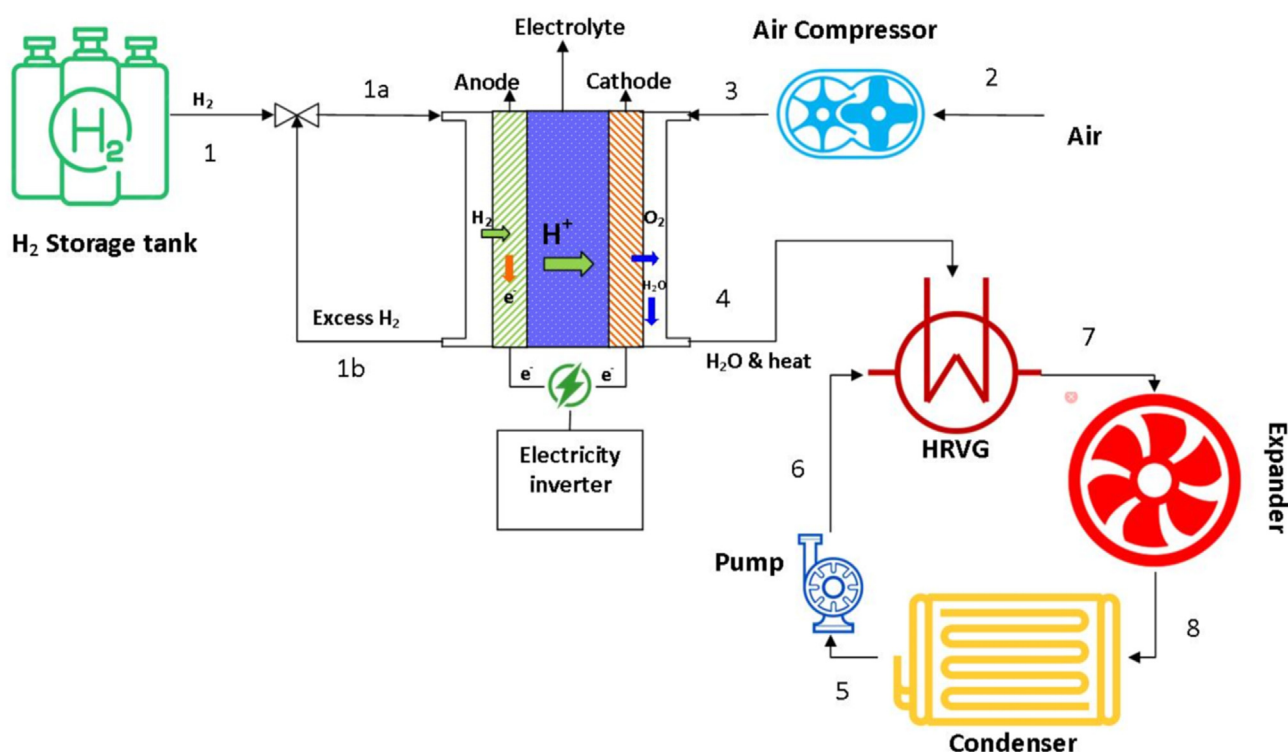 Electrolyte
Air Compressor
Anode
Cathode
H₂
1a
3
2
1
H₂
Air
H₂ Storage tank
H₂
H⁺
O₂
e⁻
H₂O
4
Excess H₂
1b
H₂O & heat
7
e⁻
e⁻
HRVG
Electricity
inverter
6
Expander
Pump
8
5
Condenser